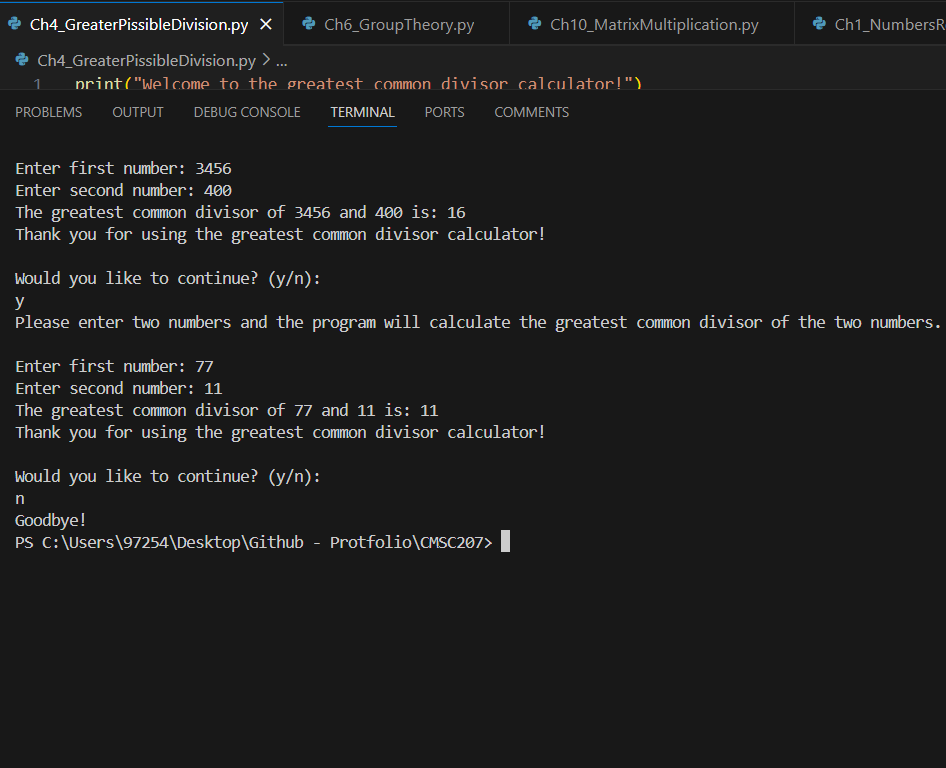 Ch4_GreaterPissibleDivision.py Ch6_GroupTheory.py Ch10_MatrixMultiplication.py Ch1_NumbersR
Ch4_GreaterPissibleDivision.py > ...
1 print("Welcome to the greatest common divisor calculator!")
PROBLEMS OUTPUT DEBUG CONSOLE TERMINAL PORTS COMMENTS
Enter first number: 3456
Enter second number: 400
The greatest common divisor of 3456 and 400 is: 16
Thank you for using the greatest common divisor calculator!
Would you like to continue? (y/n):
y
Please enter two numbers and the program will calculate the greatest common divisor of the two numbers.
Enter first number: 77
Enter second number: 11
The greatest common divisor of 77 and 11 is: 11
Thank you for using the greatest common divisor calculator!
Would you like to continue? (y/n):
n
Goodbye!
PS C:\Users\97254\Desktop\Github - Protfolio\CMSC207>